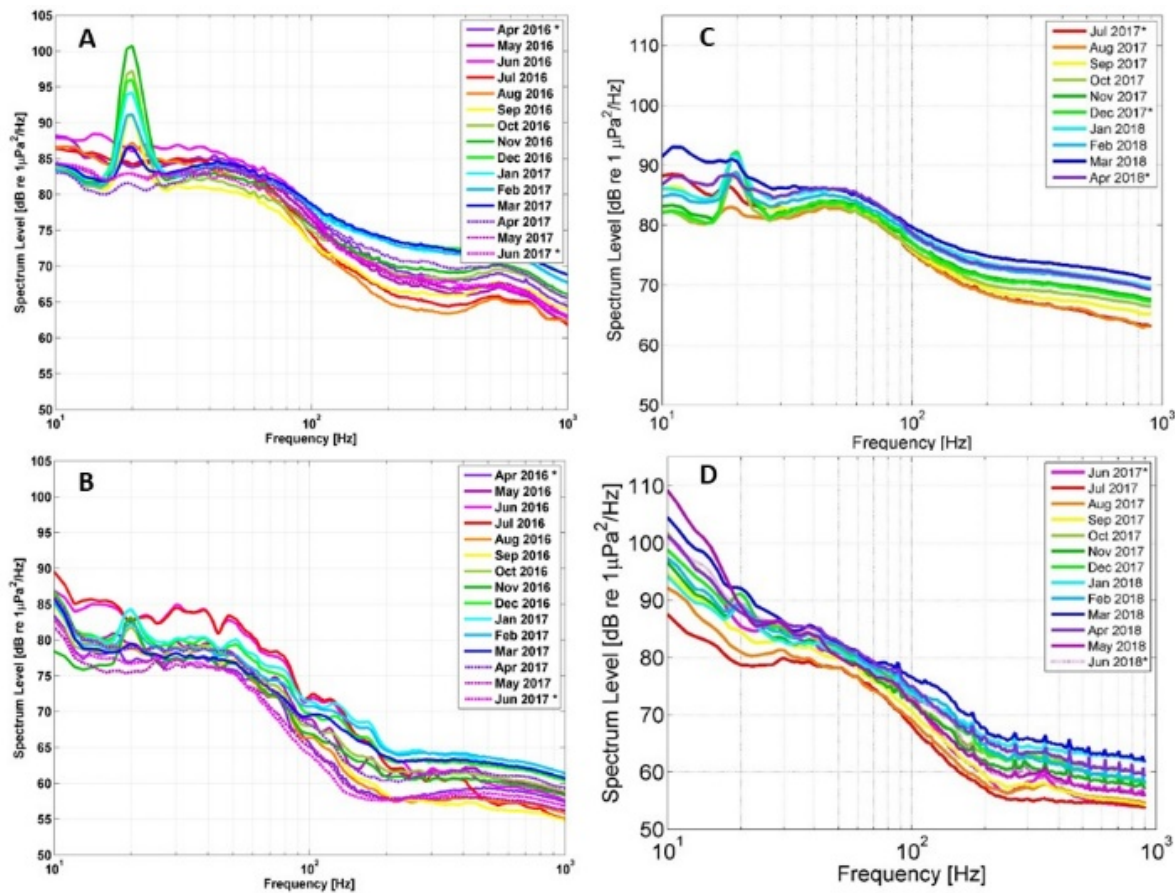 A
Spectrum Level [dB re 1μPa²/Hz]
105
100
95
90
85
80
75
70
65
60
55
50
10¹
10²
10³
Frequency [Hz]
Apr 2016 *
May 2016
Jun 2016
Jul 2016
Aug 2016
Sep 2016
Oct 2016
Nov 2016
Dec 2016
Jan 2017
Feb 2017
Mar 2017
Apr 2017
May 2017
Jun 2017 *
C
Spectrum Level [dB re 1 μPa²/Hz]
110
100
90
80
70
60
50
40
10¹
10²
10³
Frequency [Hz]
Jul 2017*
Aug 2017
Sep 2017
Oct 2017
Nov 2017
Dec 2017*
Jan 2018
Feb 2018
Mar 2018
Apr 2018*
B
Spectrum Level [dB re 1μPa²/Hz]
105
100
95
90
85
80
75
70
65
60
55
50
10¹
10²
10³
Frequency [Hz]
Apr 2016 *
May 2016
Jun 2016
Jul 2016
Aug 2016
Sep 2016
Oct 2016
Nov 2016
Dec 2016
Jan 2017
Feb 2017
Mar 2017
Apr 2017
May 2017
Jun 2017 *
D
Spectrum Level [dB re 1μPa²/Hz]
110
100
90
80
70
60
50
10¹
10²
10³
Frequency [Hz]
Jun 2017*
Jul 2017
Aug 2017
Sep 2017
Oct 2017
Nov 2017
Dec 2017
Jan 2018
Feb 2018
Mar 2018
Apr 2018
May 2018
Jun 2018*